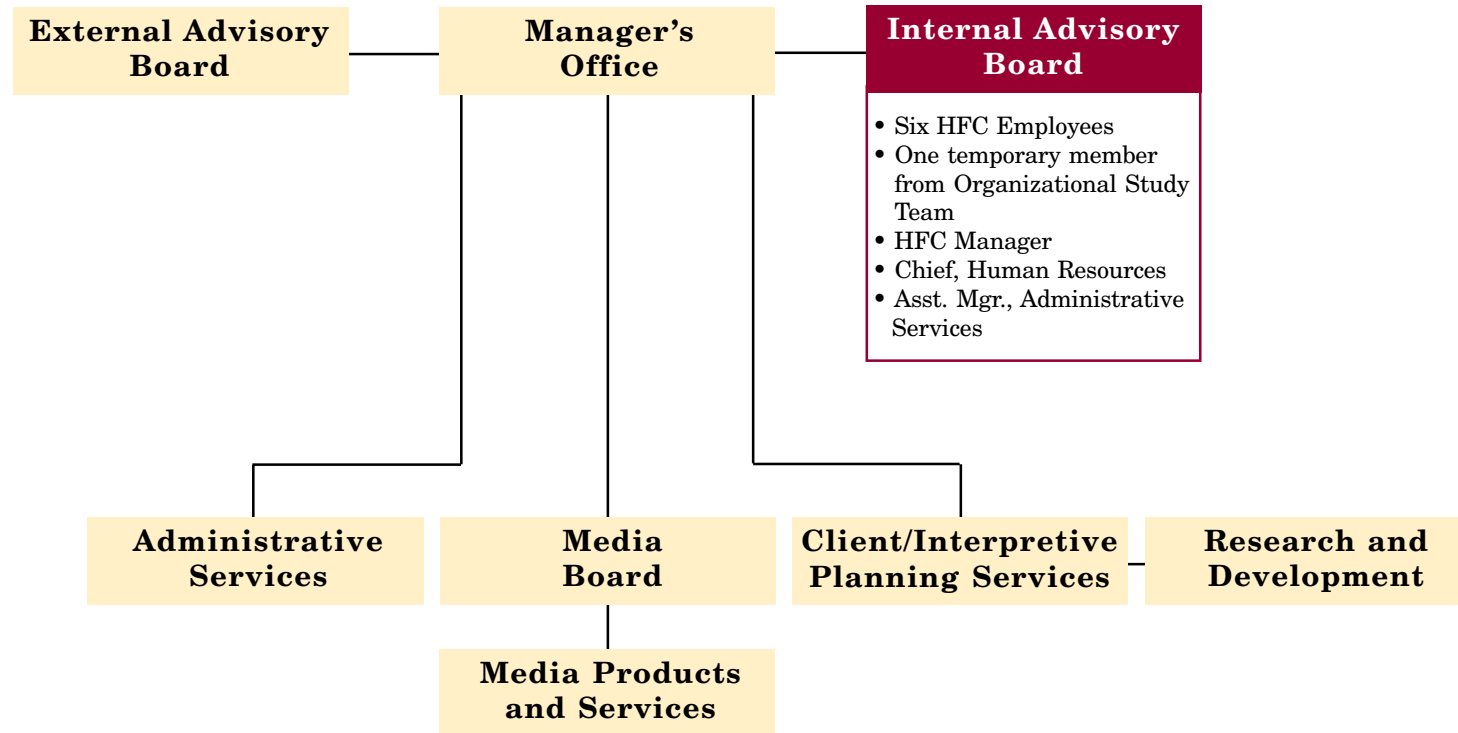 External Advisory
Board
Manager’s
Office
Internal Advisory
Board
• Six HFC Employees
• One temporary member
from Organizational Study
Team
• HFC Manager
• Chief, Human Resources
• Asst. Mgr., Administrative
Services
Administrative
Services
Media
Board
Client/Interpretive
Planning Services
Research and
Development
Media Products
and Services